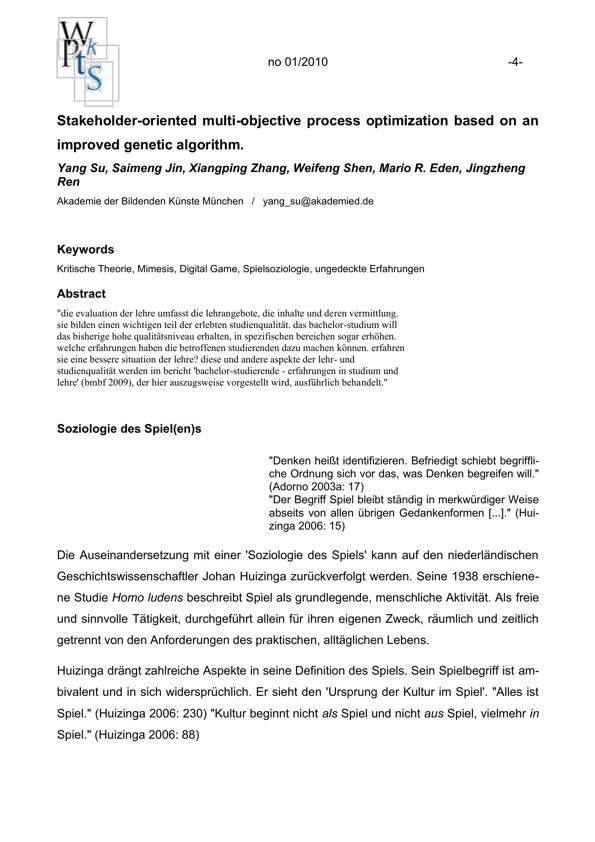 W
P k
t s
S
no 01/2010 -4-
Stakeholder-oriented multi-objective process optimization based on an
improved genetic algorithm.
Yang Su, Saimeng Jin, Xiangping Zhang, Weifeng Shen, Mario R. Eden, Jingzheng
Ren
Akademie der Bildenden Künste München / yang_su@akademied.de
Keywords
Kritische Theorie, Mimesis, Digital Game, Spielsoziologie, ungedeckte Erfahrungen
Abstract
"die evaluation der lehre umfasst die lehrangebote, die inhalte und deren vermittlung.
sie bilden einen wichtigen teil der erlebten studienqualität. das bachelor-studium will
das bisherige hohe qualitätsniveau erhalten, in spezifischen bereichen sogar erhöhen.
welche erfahrungen haben die betroffenen studierenden dazu machen können. erfahren
sie eine bessere situation der lehre? diese und andere aspekte der lehr- und
studienqualität werden im bericht 'bachelor-studierende - erfahrungen in studium und
lehre' (bmbf 2009), der hier auszugsweise vorgestellt wird, ausführlich behandelt."
Soziologie des Spiel(en)s
"Denken heißt identifizieren. Befriedigt schiebt begriffli-
che Ordnung sich vor das, was Denken begreifen will."
(Adorno 2003a: 17)
"Der Begriff Spiel bleibt ständig in merkwürdiger Weise
abseits von allen übrigen Gedankenformen [...]." (Hui-
zinga 2006: 15)
Die Auseinandersetzung mit einer 'Soziologie des Spiels' kann auf den niederländischen
Geschichtswissenschaftler Johan Huizinga zurückverfolgt werden. Seine 1938 erschiene-
ne Studie Homo ludens beschreibt Spiel als grundlegende, menschliche Aktivität. Als freie
und sinnvolle Tätigkeit, durchgeführt allein für ihren eigenen Zweck, räumlich und zeitlich
getrennt von den Anforderungen des praktischen, alltäglichen Lebens.
Huizinga drängt zahlreiche Aspekte in seine Definition des Spiels. Sein Spielbegriff ist am-
bivalent und in sich widersprüchlich. Er sieht den 'Ursprung der Kultur im Spiel'. "Alles ist
Spiel." (Huizinga 2006: 230) "Kultur beginnt nicht als Spiel und nicht aus Spiel, vielmehr in
Spiel." (Huizinga 2006: 88)